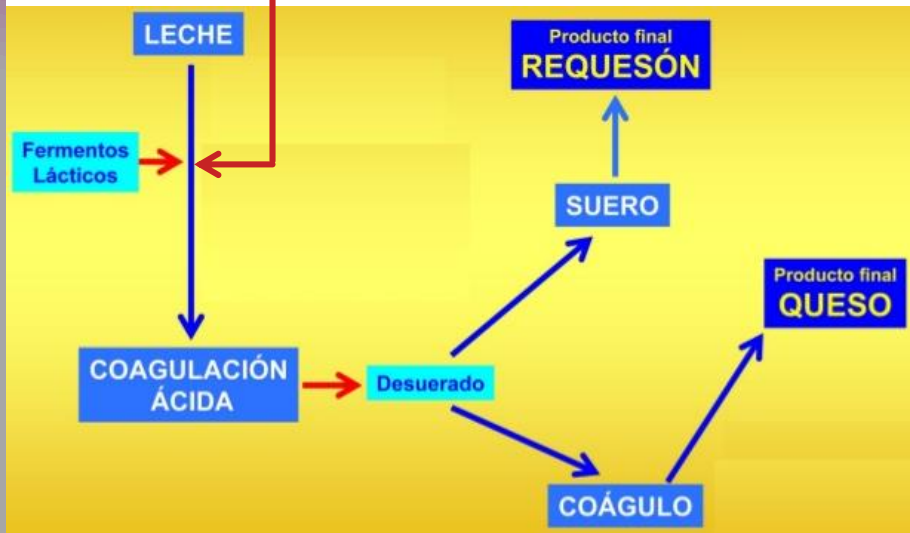 LECHE
Producto final
REQUESÓN
Fermentos
Lácticos
SUERO
Producto final
QUESO
COAGULACIÓN
ÁCIDA
Desuerado
COÁGULO